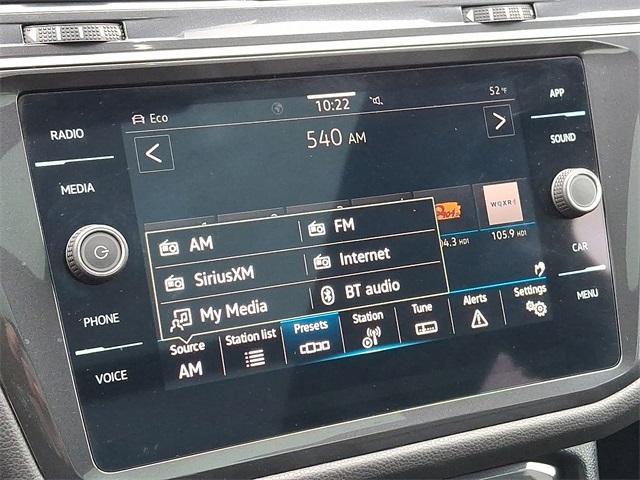 RADIO
MEDIA
PHONE
VOICE
Eco
10:22
52°F
540 AM
WQXR
4.3 HD1
105.9 HD1
AM
FM
SiriusXM
Internet
My Media
BT audio
Source
AM
Station list
Presets
Station
Tune
Alerts
Settings
APP
SOUND
CAR
MENU